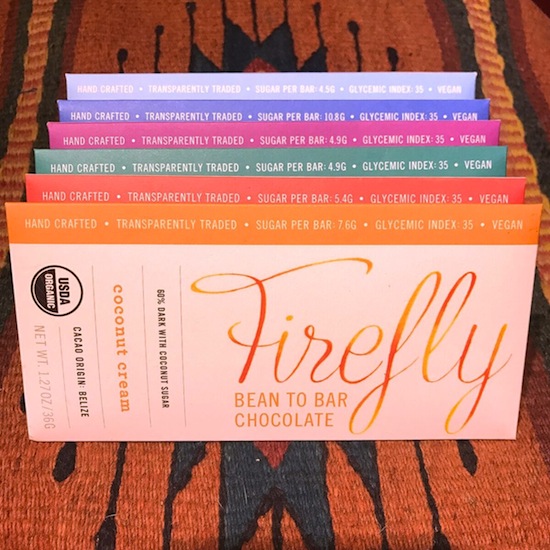 HAND CRAFTED • TRANSPARENTLY TRADED • SUGAR PER BAR: 4.5G • GLYCEMIC INDEX: 35 • VEGAN
HAND CRAFTED • TRANSPARENTLY TRADED • SUGAR PER BAR: 10.8G • GLYCEMIC INDEX: 35 • VEGAN
HAND CRAFTED • TRANSPARENTLY TRADED • SUGAR PER BAR: 4.9G • GLYCEMIC INDEX: 35 • VEGAN
HAND CRAFTED • TRANSPARENTLY TRADED • SUGAR PER BAR: 4.9G • GLYCEMIC INDEX: 35 • VEGAN
HAND CRAFTED • TRANSPARENTLY TRADED • SUGAR PER BAR: 5.4G • GLYCEMIC INDEX: 35 • VEGAN
HAND CRAFTED • TRANSPARENTLY TRADED • SUGAR PER BAR: 7.6G • GLYCEMIC INDEX: 35 • VEGAN
Firefly
BEAN TO BAR
CHOCOLATE
60% DARK WITH COCONUT SUGAR
coconut cream
USDA
ORGANIC
CACAO ORIGIN: BELIZE
NET WT. 1.27OZ/36G